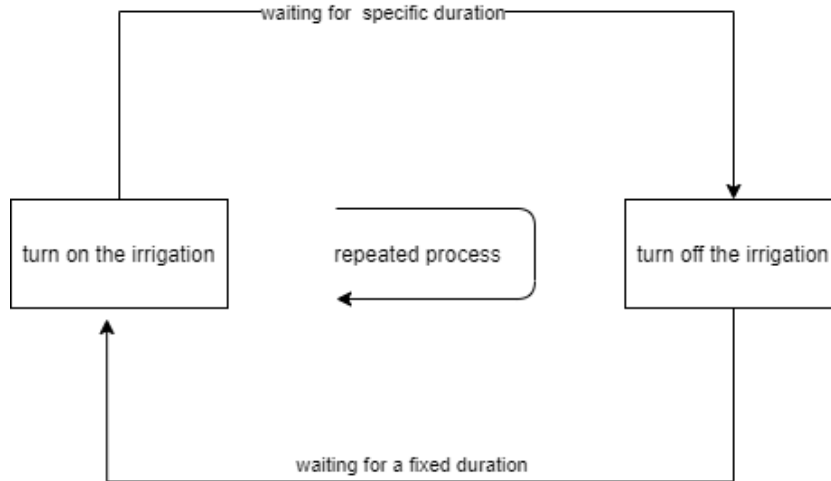 waiting for specific duration
turn on the irrigation
repeated process
turn off the irrigation
waiting for a fixed duration